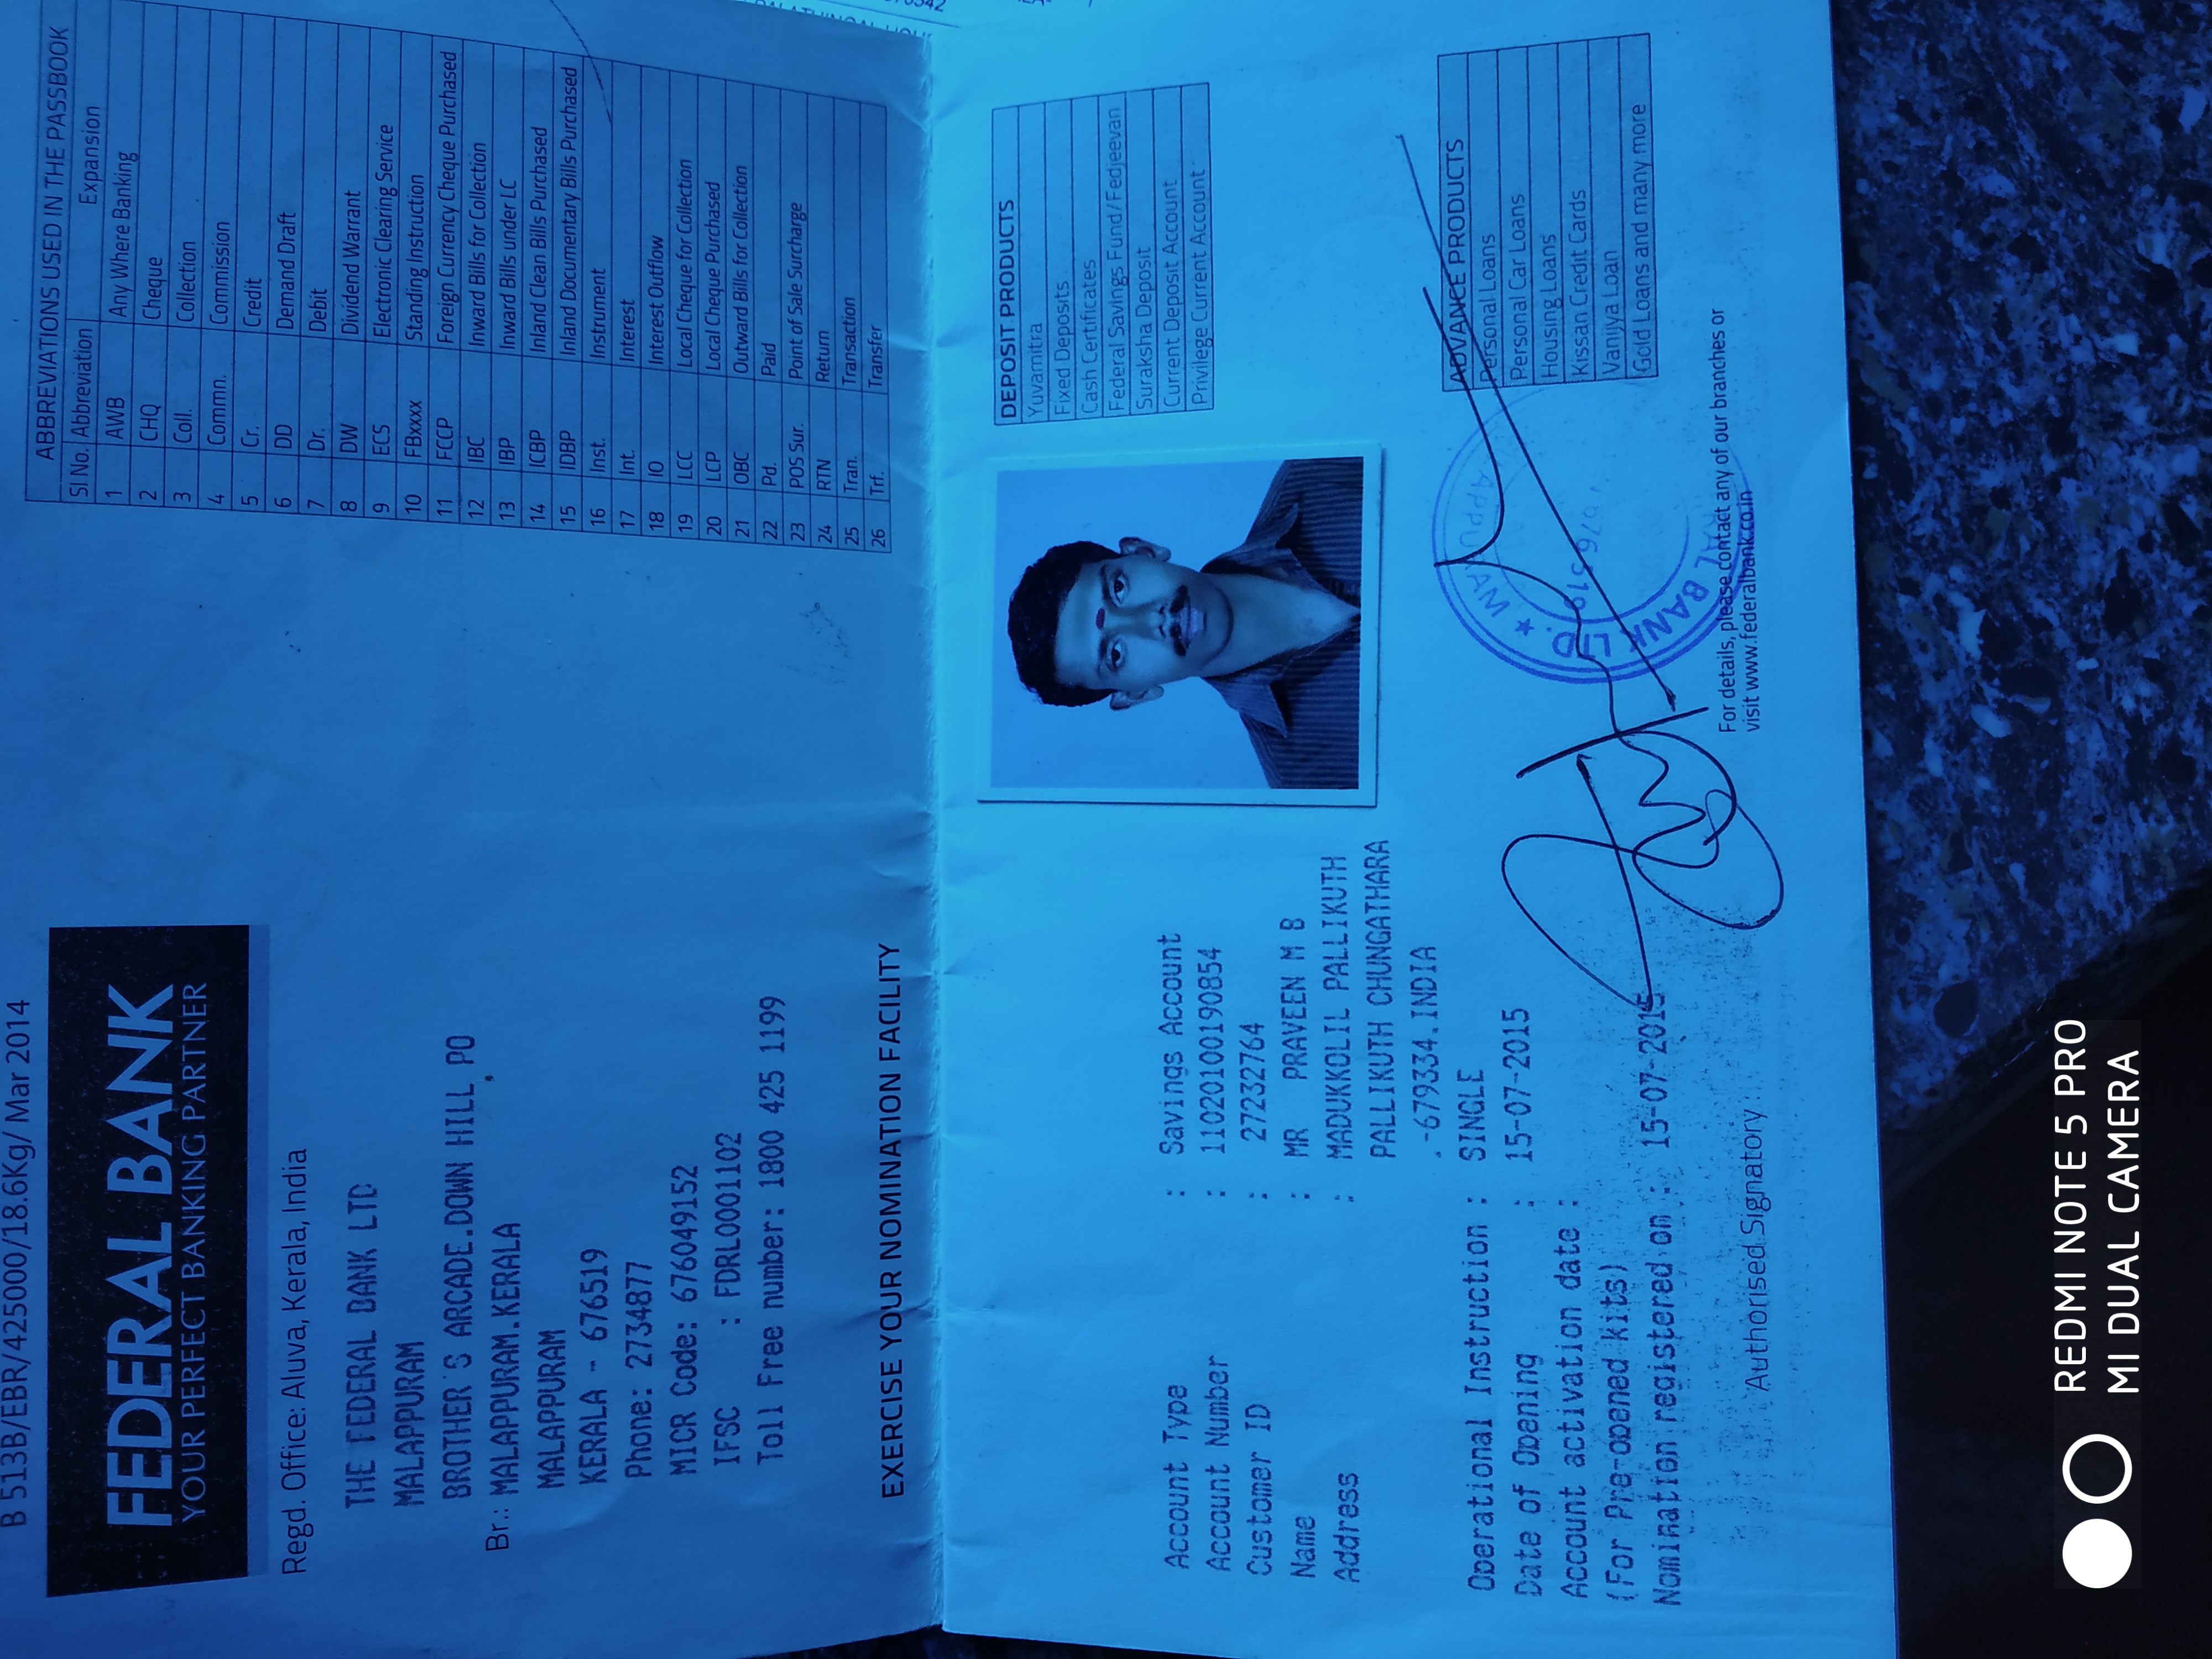 B 513B/EBR/425000/18.6Kg/ Mar 2014
FEDERAL BANK
YOUR PERFECT BANKING PARTNER
Regd. Office: Aluva, Kerala, India
THE FEDERAL BANK LTD
MALAPPURAM
BROTHER'S ARCADE.DOWN HILL PO
Br.: MALAPPURAM.KERALA
MALAPPURAM
KERALA - 676519
Phone: 2734877
MICR Code: 676049152
IFSC : FDRL0001102
Toll Free number: 1800 425 1199
EXERCISE YOUR NOMINATION FACILITY
ABBREVIATIONS USED IN THE PASSBOOK
Sl No. Abbreviation Expansion
1 AWB Any Where Banking
2 CHQ Cheque
3 Coll. Collection
4 Commn. Commission
5 Cr. Credit
6 DD Demand Draft
7 Dr. Debit
8 DW Dividend Warrant
9 ECS Electronic Clearing Service
10 FBxxxx Standing Instruction
11 FCCP Foreign Currency Cheque Purchased
12 IBC Inward Bills for Collection
13 IBP Inward Bills under LC
14 ICBP Inland Clean Bills Purchased
15 IDBP Inland Documentary Bills Purchased
16 Inst. Instrument
17 Int. Interest
18 IO Interest Outflow
19 LCC Local Cheque for Collection
20 LCP Local Cheque Purchased
21 OBC Outward Bills for Collection
22 Pd. Paid
23 POS Sur. Point of Sale Surcharge
24 RTN Return
25 Tran. Transaction
26 Trf. Transfer
Account Type : Savings Account
Account Number : 11020100190854
Customer ID : 27232764
Name : MR PRAVEEN M B
Address : MADUKKOLIL PALLIKUTH
PALLIKUTH CHUNGATHARA
.-679334.INDIA
Operational Instruction : SINGLE
Date of Opening : 15-07-2015
Account activation date :
(For Pre-opened kits)
Nomination registered on : 15-07-2015
Authorised Signatory :
DEPOSIT PRODUCTS
Yuvamitra
Fixed Deposits
Cash Certificates
Federal Savings Fund/Fedjeevan
Suraksha Deposit
Current Deposit Account
Privilege Current Account
ADVANCE PRODUCTS
Personal Loans
Personal Car Loans
Housing Loans
Kissan Credit Cards
Vanijya Loan
Gold Loans and many more
BANK LTD. ★
676 519
For details, please contact any of our branches or
visit www.federalbank.co.in
REDMI NOTE 5 PRO
MI DUAL CAMERA